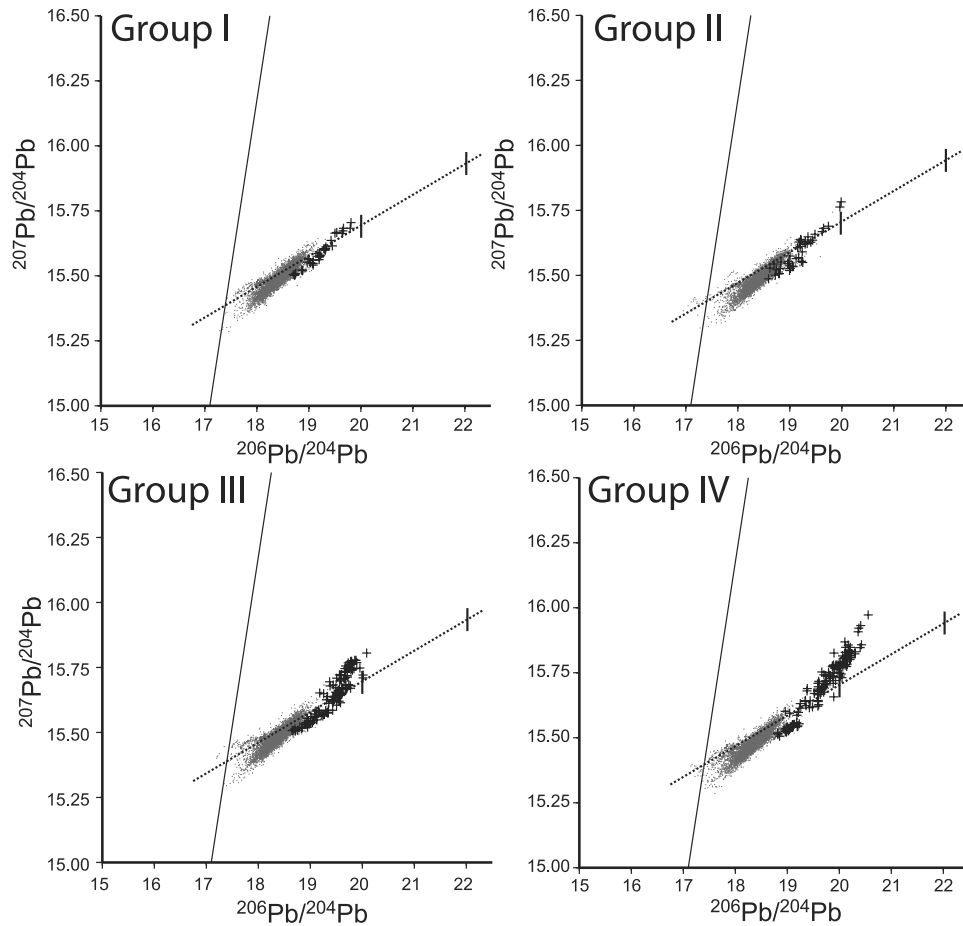 Group I
16.50
16.25
16.00
15.75
15.50
15.25
15.00
²⁰⁷Pb/²⁰⁴Pb
15 16 17 18 19 20 21 22
²⁰⁶Pb/²⁰⁴Pb
Group II
16.50
16.25
16.00
15.75
15.50
15.25
15.00
²⁰⁷Pb/²⁰⁴Pb
15 16 17 18 19 20 21 22
²⁰⁶Pb/²⁰⁴Pb
Group III
16.50
16.25
16.00
15.75
15.50
15.25
15.00
²⁰⁷Pb/²⁰⁴Pb
15 16 17 18 19 20 21 22
²⁰⁶Pb/²⁰⁴Pb
Group IV
16.50
16.25
16.00
15.75
15.50
15.25
15.00
15 16 17 18 19 20 21 22
²⁰⁶Pb/²⁰⁴Pb